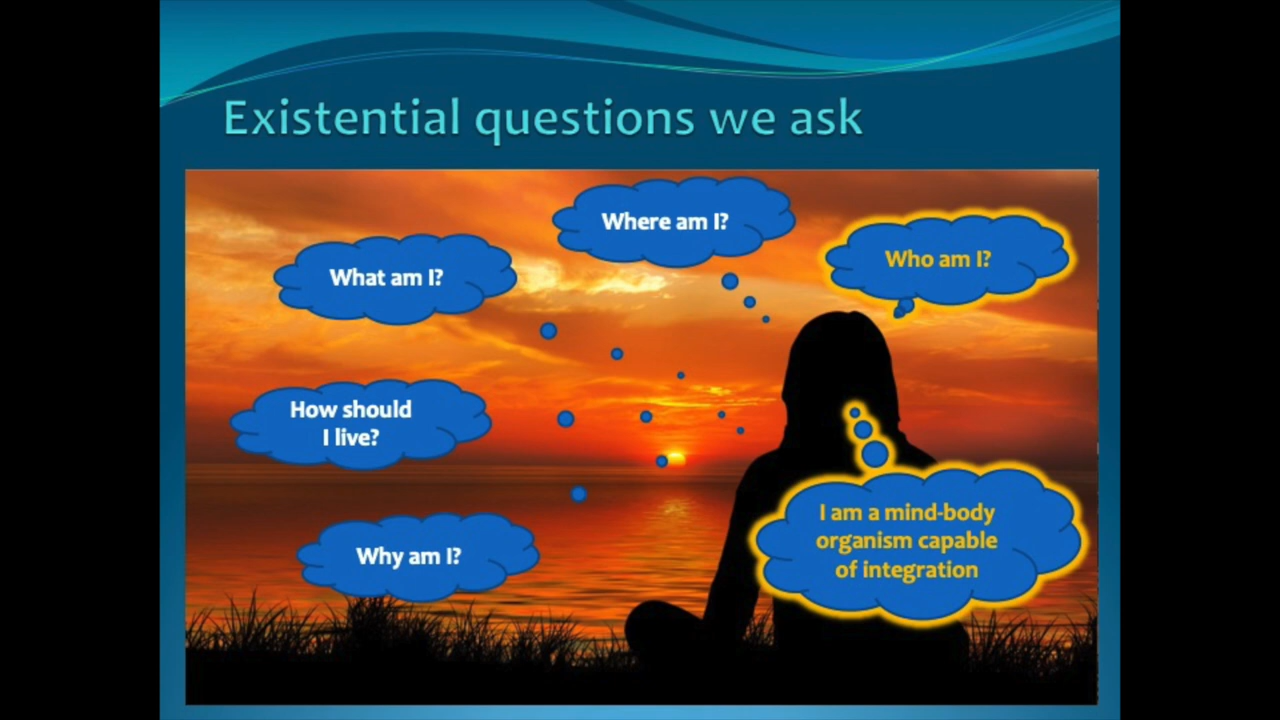 Existential questions we ask
Where am I?
Who am I?
What am I?
How should
I live?
Why am I?
I am a mind-body
organism capable
of integration